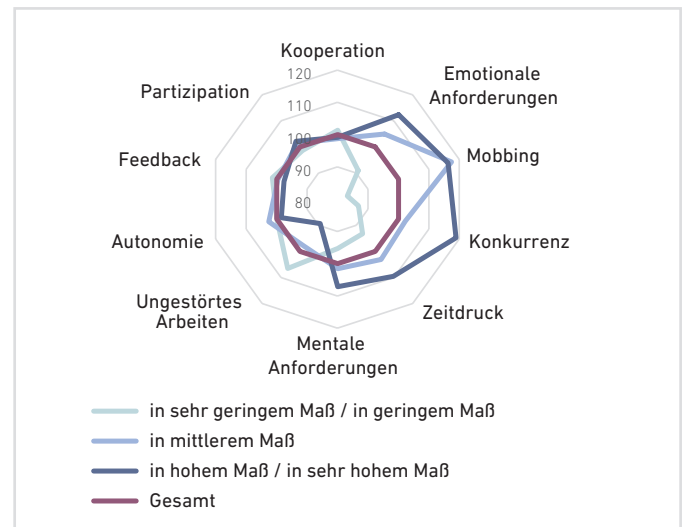 Kooperation
120
Emotionale
Anforderungen
Partizipation
110
100
Mobbing
Feedback
90
80
Autonomie
Konkurrenz
Ungestörtes
Arbeiten
Zeitdruck
Mentale
Anforderungen
in sehr geringem Maß / in geringem Maß
in mittlerem Maß
in hohem Maß / in sehr hohem Maß
Gesamt